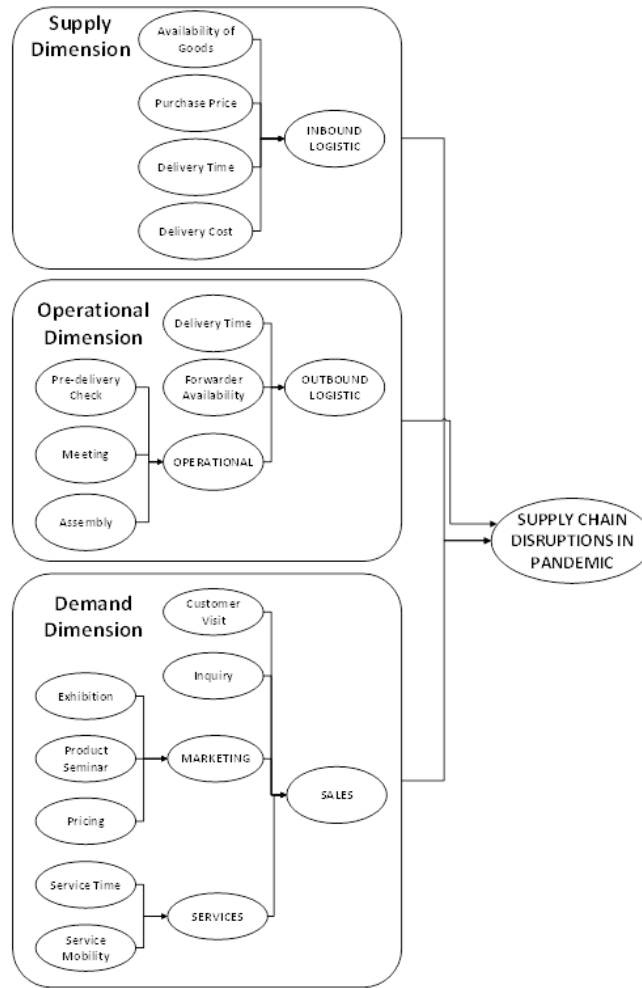 Supply
Dimension
Availability of
Goods
Purchase Price
Delivery Time
Delivery Cost
INBOUND
LOGISTIC
Operational
Dimension
Delivery Time
Pre-delivery
Check
Forwarder
Availability
OUTBOUND
LOGISTIC
Meeting
OPERATIONAL
Assembly
SUPPLY CHAIN
DISRUPTIONS IN
PANDEMIC
Demand
Dimension
Customer
Visit
Inquiry
Exhibition
Product
Seminar
MARKETING
Pricing
SALES
Service Time
SERVICES
Service
Mobility